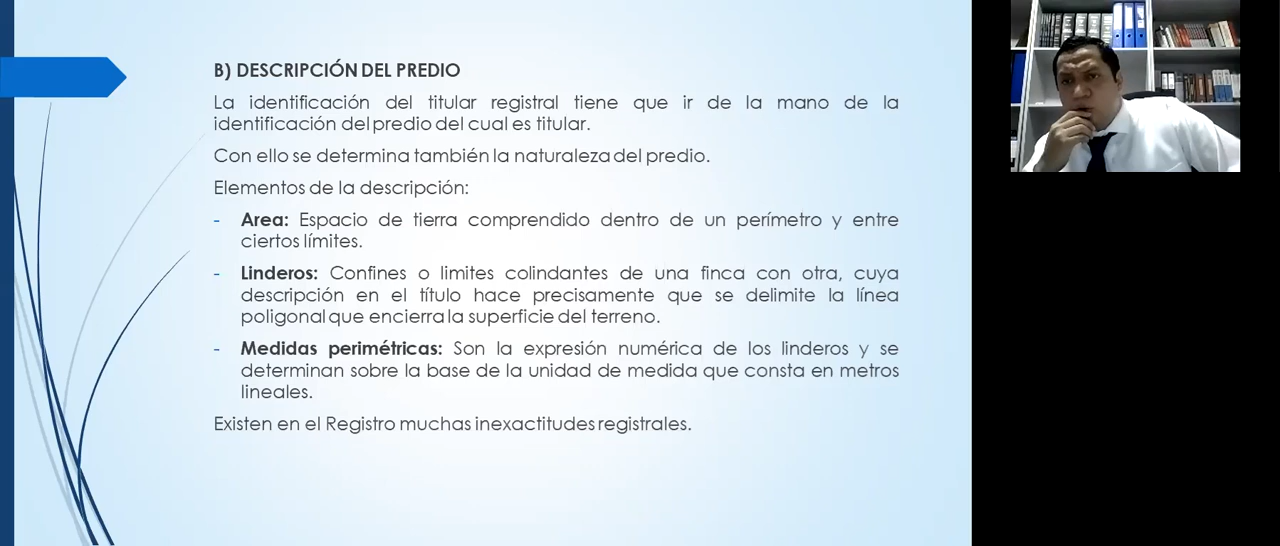 B) DESCRIPCIÓN DEL PREDIO
La identificación del titular registral tiene que ir de la mano de la
identificación del predio del cual es titular.
Con ello se determina también la naturaleza del predio.
Elementos de la descripción:
- Area: Espacio de tierra comprendido dentro de un perímetro y entre
ciertos límites.
- Linderos: Confines o limites colindantes de una finca con otra, cuya
descripción en el título hace precisamente que se delimite la línea
poligonal que encierra la superficie del terreno.
- Medidas perimétricas: Son la expresión numérica de los linderos y se
determinan sobre la base de la unidad de medida que consta en metros
lineales.
Existen en el Registro muchas inexactitudes registrales.